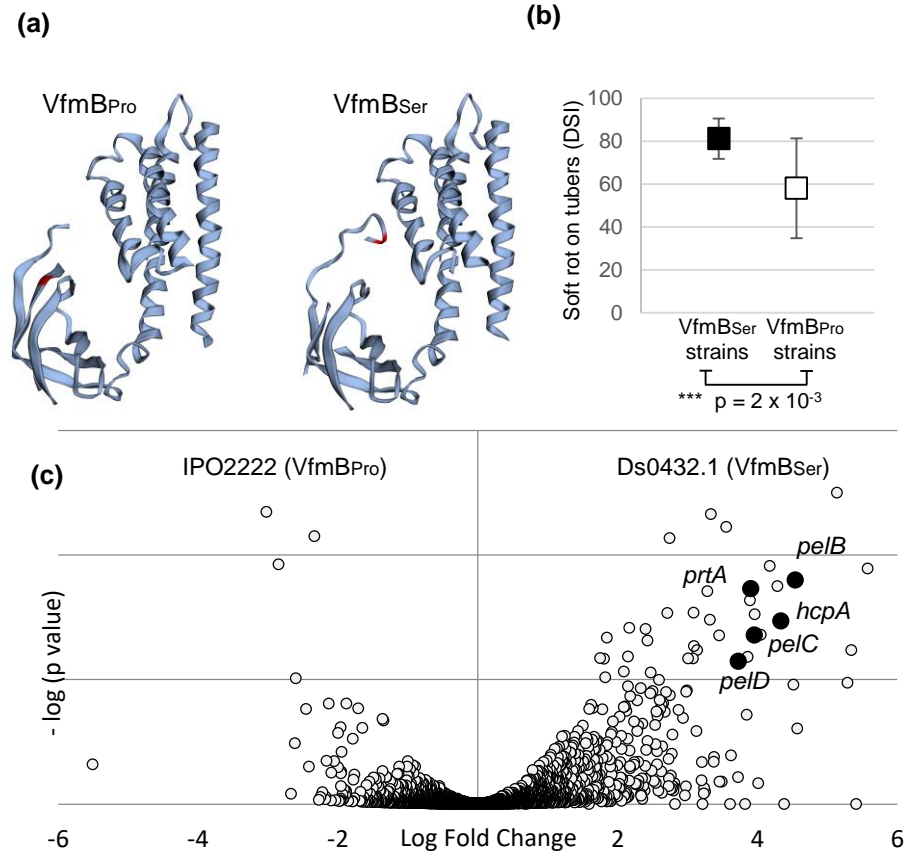 (a)
VfmBPro
VfmBSer
(b)
Soft rot on tubers (DSI)
100
80
60
40
20
0
VfmBSer
strains
VfmBPro
strains
*** p = 2 x 10-3
(c)
IPO2222 (VfmBPro)
Ds0432.1 (VfmBSer)
pelB
prtA
hcpA
pelC
pelD
- log (p value)
-6
-4
-2
Log Fold Change
2
4
6